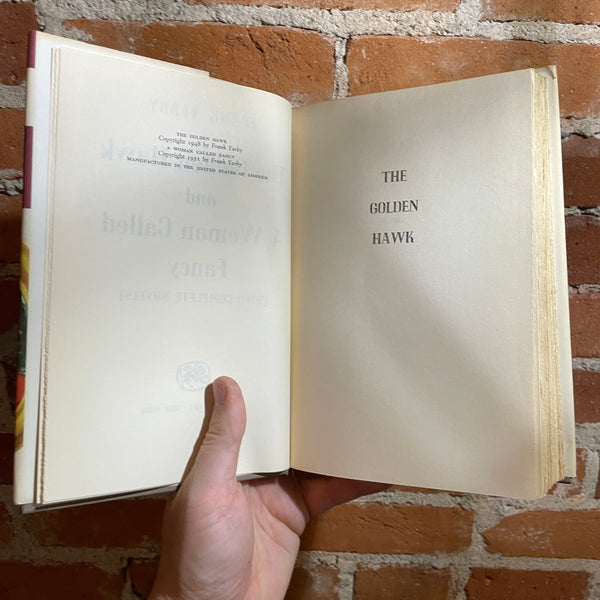 THE GOLDEN HAWK
Copyright 1948 by Frank Yerby
A WOMAN CALLED FANCY
Copyright 1951 by Frank Yerby
MANUFACTURED IN THE UNITED STATES OF AMERICA
THE
GOLDEN
HAWK